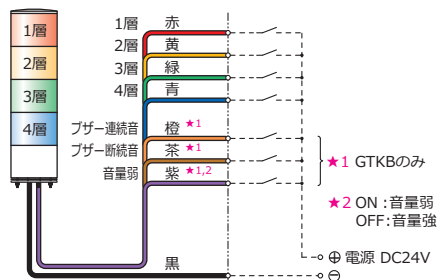 1層
2層
3層
4層
1層 赤
2層 黄
3層 緑
4層 青
ブザー連続音 橙 ★1
ブザー断続音 茶 ★1
音量弱 紫 ★1,2
黒
★1 GTKBのみ
★2 ON :音量弱
OFF:音量強
⊕ 電源 DC24V
⊖